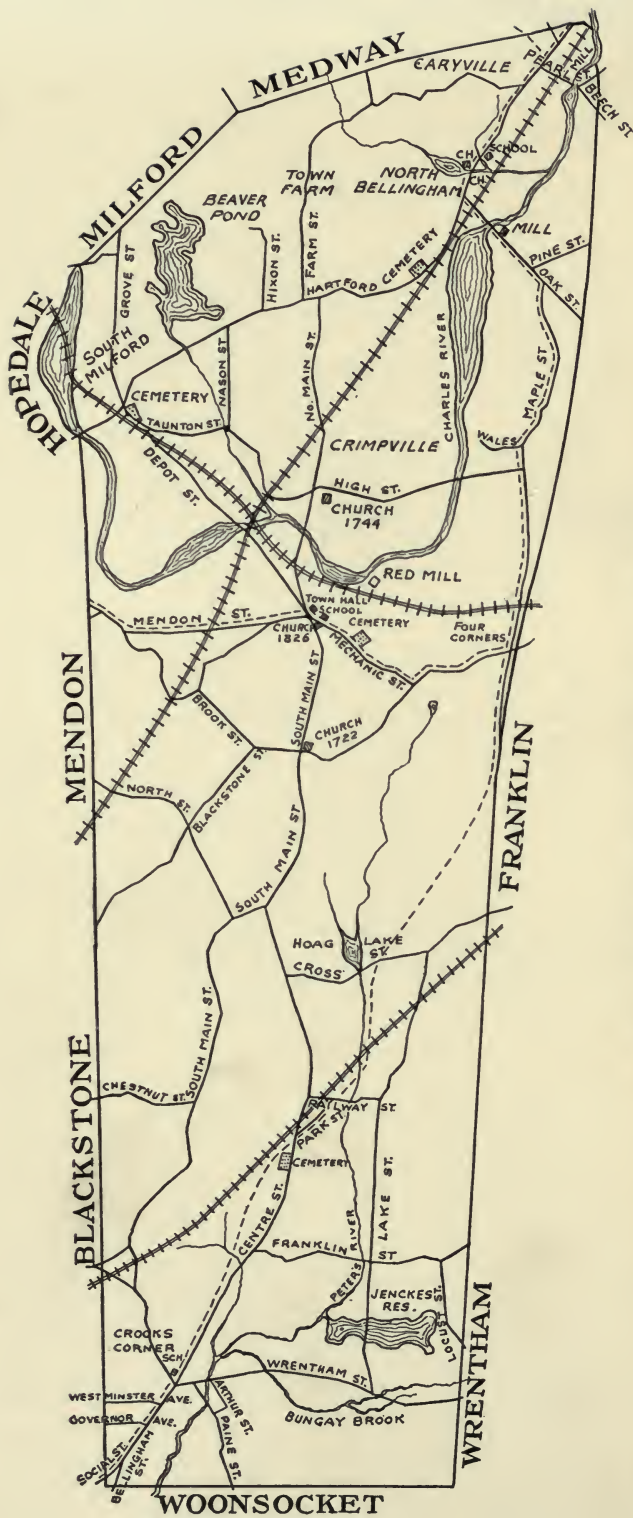 MEDWAY
CARYVILLE
PEARL ST.
MILL
BEECH ST.
MILFORD
CH.
SCHOOL
NORTH
BELLINGHAM
CH.
TOWN
FARM
BEAVER
POND
MILL
PINE ST.
OAK ST.
GROVE ST
HIXON ST.
FARM ST.
HARTFORD
CEMETERY
HOPEDALE
SOUTH
MILFORD
CEMETERY
NASON ST.
NO. MAIN ST.
CHARLES RIVER
MAPLE ST
TAUNTON ST.
CRIMPVILLE
WALES
DEPOT ST.
HIGH ST.
CHURCH
1744
RED MILL
MENDON ST.
TOWN HALL
SCHOOL
CHURCH
1826
CEMETERY
FOUR
CORNERS
MECHANIC ST.
MENDON
BROOK ST.
SOUTH MAIN ST
CHURCH
1722
NORTH ST.
BLACKSTONE ST.
FRANKLIN
SOUTH MAIN ST
HOAG LAKE
CROSS ST.
BLACKSTONE
CHESTNUT ST.
SOUTH MAIN ST.
RAILWAY ST.
PARK ST.
CEMETERY
CENTRE ST.
LAKE ST.
FRANKLIN ST
PETER'S RIVER
JENCKES
RES.
LOCUST ST.
CROOKS
CORNER
SCH.
WRENTHAM ST.
WRENTHAM
WESTMINSTER AVE.
GOVERNOR AVE.
ARTHUR ST.
PAINE ST.
BUNGAY BROOK
SOCIAL ST.
BELLINGHAM
ST.
WOONSOCKET